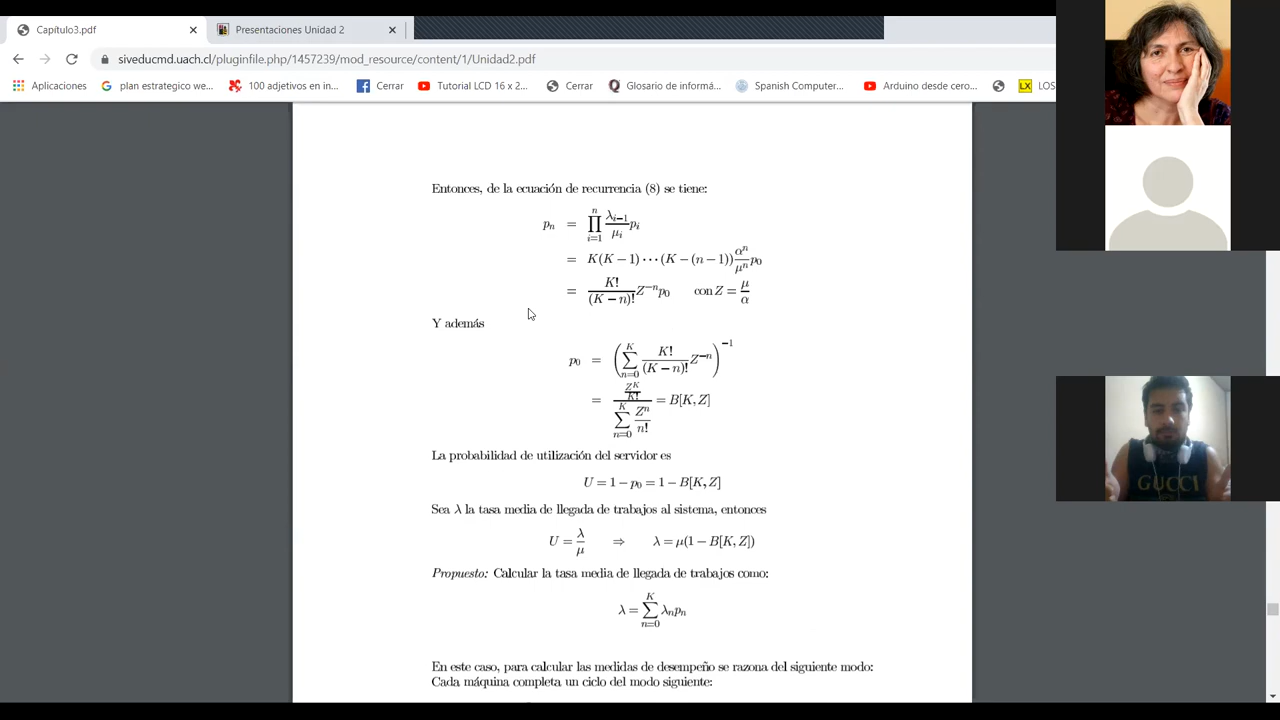 Capítulo3.pdf
Presentaciones Unidad 2
siveducmd.uach.cl/pluginfile.php/1457239/mod_resource/content/1/Unidad2.pdf
Aplicaciones plan estrategico we... 100 adjetivos en in... Cerrar Tutorial LCD 16 x 2... Cerrar Glosario de informá... Spanish Computer... Arduino desde cero... LX LOS
Entonces, de la ecuación de recurrencia (8) se tiene:
p_n = ∏_{i=1}^{n} λ_{i−1}/μ_i p_i
= K(K − 1) ··· (K − (n − 1)) α^n/μ^n p_0
= K!/(K − n)! Z^{−n} p_0 con Z = μ/α
Y además
p_0 = (∑_{n=0}^{K} K!/(K − n)! Z^{−n})^{−1}
= (Z^K/K!)/(∑_{n=0}^{K} Z^n/n!) = B[K, Z]
La probabilidad de utilización del servidor es
U = 1 − p_0 = 1 − B[K, Z]
Sea λ la tasa media de llegada de trabajos al sistema, entonces
U = λ/μ ⇒ λ = μ(1 − B[K, Z])
Propuesto: Calcular la tasa media de llegada de trabajos como:
λ = ∑_{n=0}^{K} λ_n p_n
En este caso, para calcular las medidas de desempeño se razona del siguiente modo:
Cada máquina completa un ciclo del modo siguiente:
GUCCI